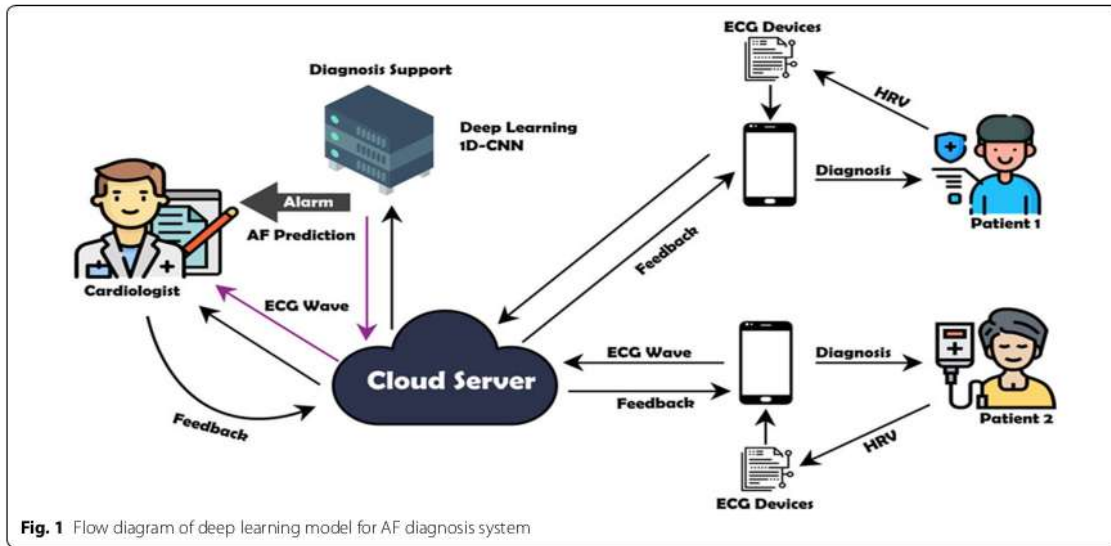 ECG Devices
Diagnosis Support
HRV
Deep Learning
1D-CNN
Alarm
Diagnosis
AF Prediction
Patient 1
Feedback
Cardiologist
ECG Wave
ECG Wave
Diagnosis
Cloud Server
Feedback
Patient 2
Feedback
HRV
ECG Devices
Fig. 1 Flow diagram of deep learning model for AF diagnosis system